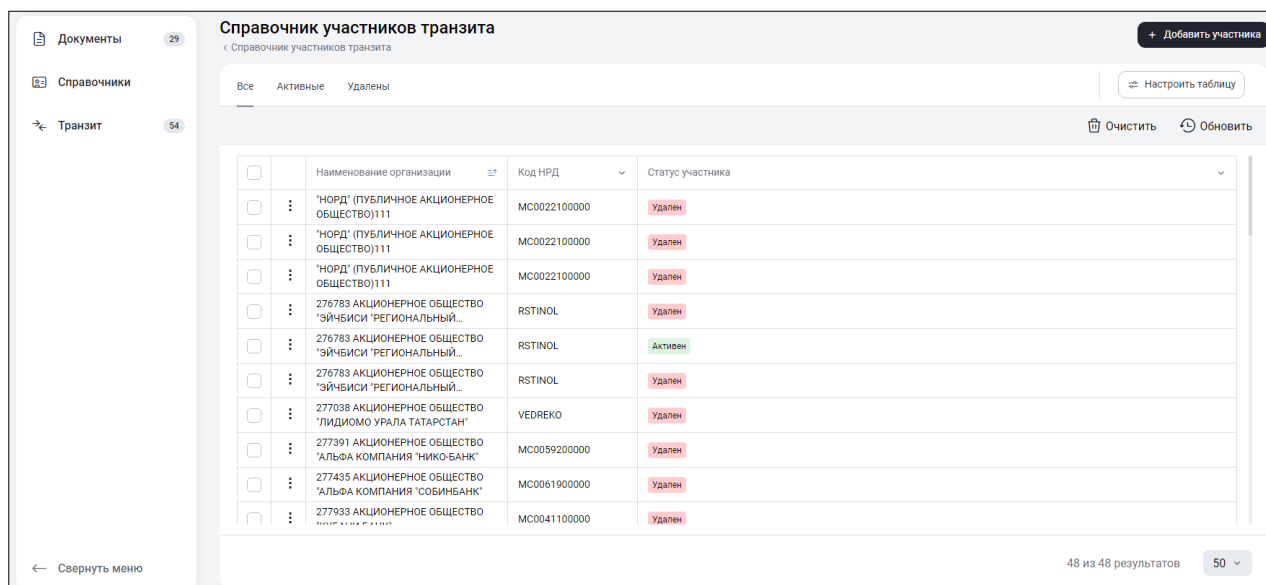 Документы 29
Справочники
Транзит 54
Свернуть меню
Справочник участников транзита
‹ Справочник участников транзита
+ Добавить участника
Все Активные Удалены
Настроить таблицу
Очистить Обновить
Наименование организации Код НРД Статус участника
"НОРД" (ПУБЛИЧНОЕ АКЦИОНЕРНОЕ
ОБЩЕСТВО)111
MC0022100000
Удален
"НОРД" (ПУБЛИЧНОЕ АКЦИОНЕРНОЕ
ОБЩЕСТВО)111
MC0022100000
Удален
"НОРД" (ПУБЛИЧНОЕ АКЦИОНЕРНОЕ
ОБЩЕСТВО)111
MC0022100000
Удален
276783 АКЦИОНЕРНОЕ ОБЩЕСТВО
"ЭЙЧБИСИ "РЕГИОНАЛЬНЫЙ...
RSTINOL
Удален
276783 АКЦИОНЕРНОЕ ОБЩЕСТВО
"ЭЙЧБИСИ "РЕГИОНАЛЬНЫЙ...
RSTINOL
Активен
276783 АКЦИОНЕРНОЕ ОБЩЕСТВО
"ЭЙЧБИСИ "РЕГИОНАЛЬНЫЙ...
RSTINOL
Удален
277038 АКЦИОНЕРНОЕ ОБЩЕСТВО
"ЛИДИОМО УРАЛА ТАТАРСТАН"
VEDREKO
Удален
277391 АКЦИОНЕРНОЕ ОБЩЕСТВО
"АЛЬФА КОМПАНИЯ "НИКО-БАНК"
MC0059200000
Удален
277435 АКЦИОНЕРНОЕ ОБЩЕСТВО
"АЛЬФА КОМПАНИЯ "СОБИНБАНК"
MC0061900000
Удален
277933 АКЦИОНЕРНОЕ ОБЩЕСТВО
MC0041100000
Удален
48 из 48 результатов 50